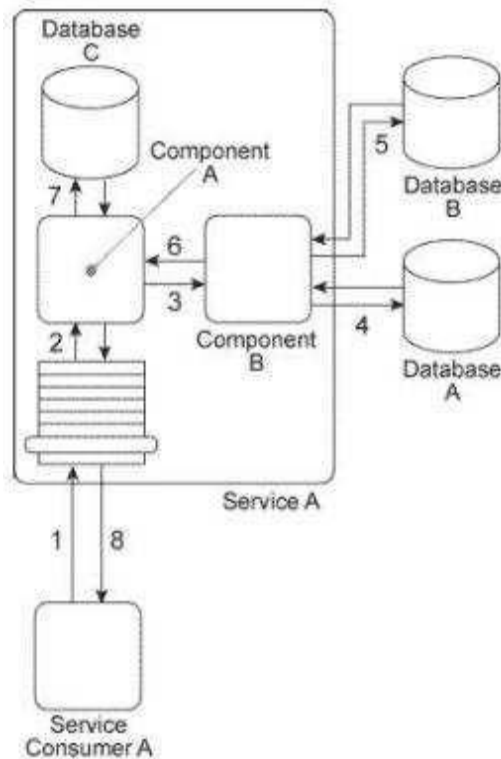 Database
C
Component
A
7
5
Database
B
6
3
Component
B
4
Database
A
2
Service A
1
8
Service
Consumer A